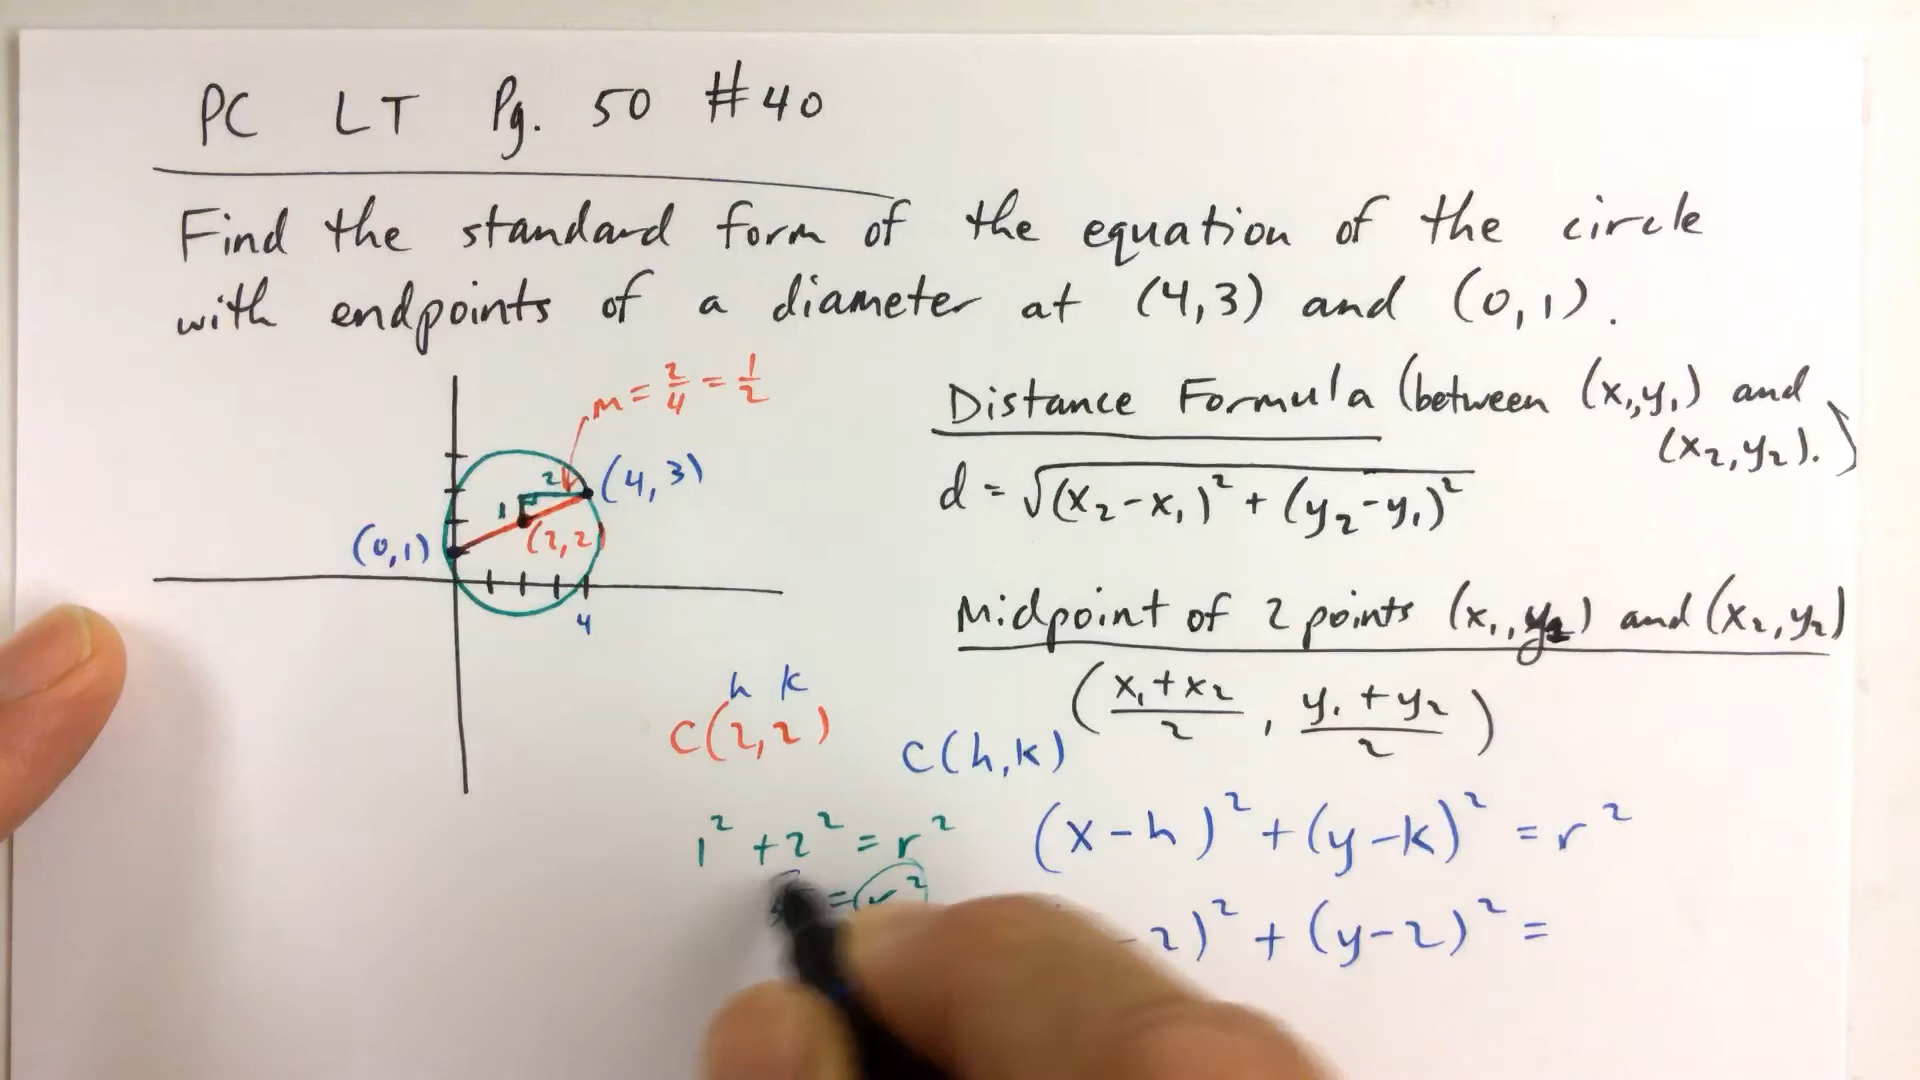 PC LT Pg. 50 #40
Find the standard form of the equation of the circle
with endpoints of a diameter at (4,3) and (0,1).
m = 2/4 = 1/2
(4,3)
2
1
(0,1)
(2,2)
4
Distance Formula (between (x₁,y₁) and
(x₂,y₂).)
d = √((x₂-x₁)² + (y₂-y₁)²)
Midpoint of 2 points (x₁, ) and (x₂,y₂)
((x₁+x₂)/2, (y₁+y₂)/2)
h k
C(2,2)
C(h,k)
1² + 2² = r²
= r²
(x-h)² + (y-k)² = r²
-2)² + (y-2)² =